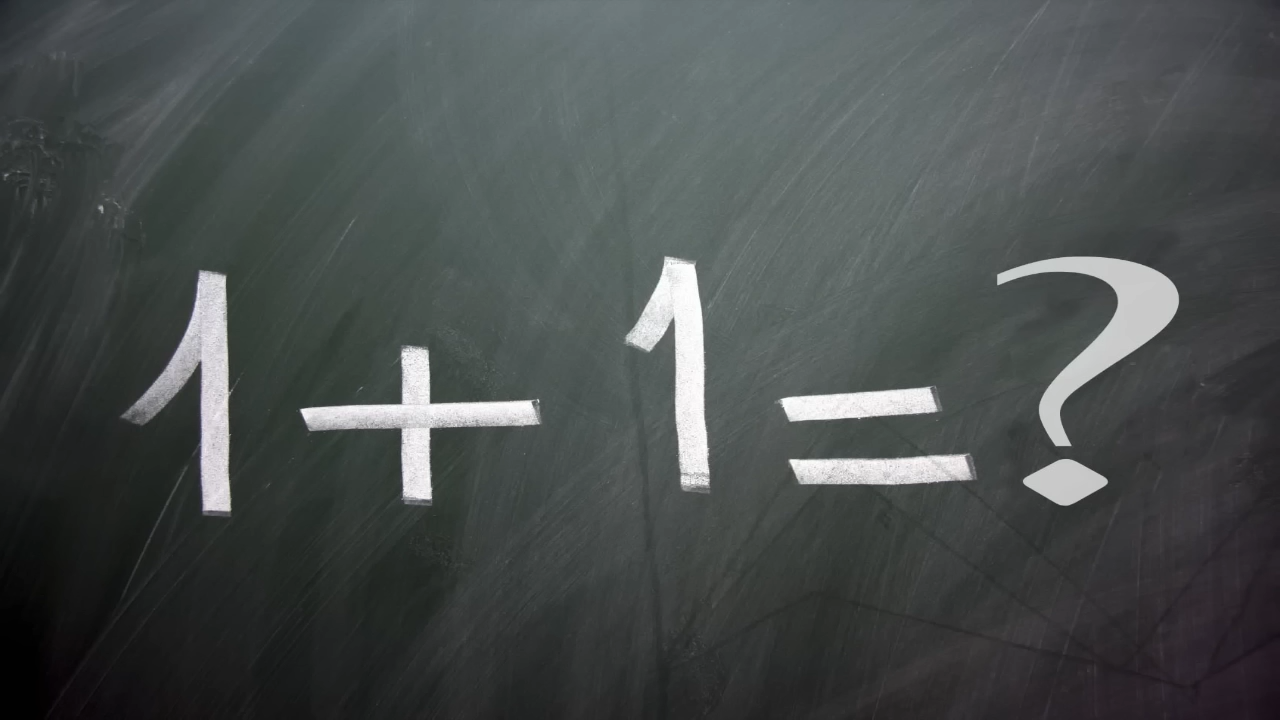 1 + 1 = ?